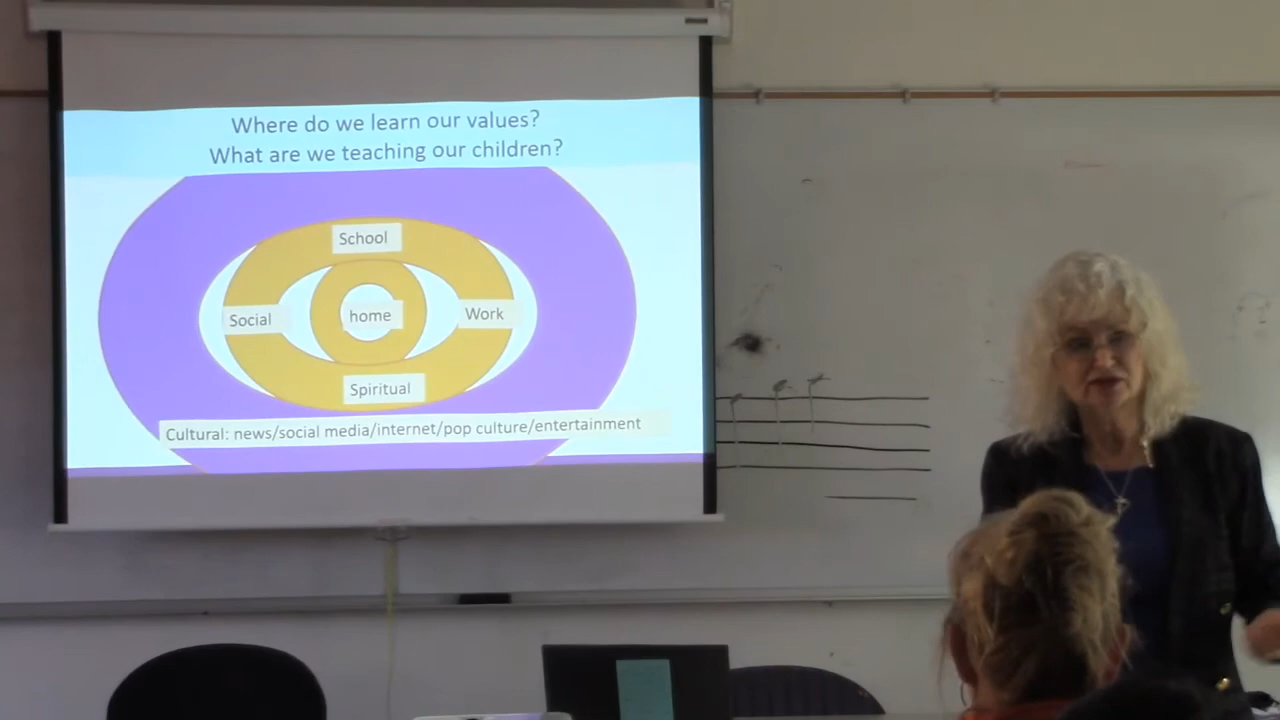 Where do we learn our values?
What are we teaching our children?
School
Social
home
Work
Spiritual
Cultural: news/social media/internet/pop culture/entertainment